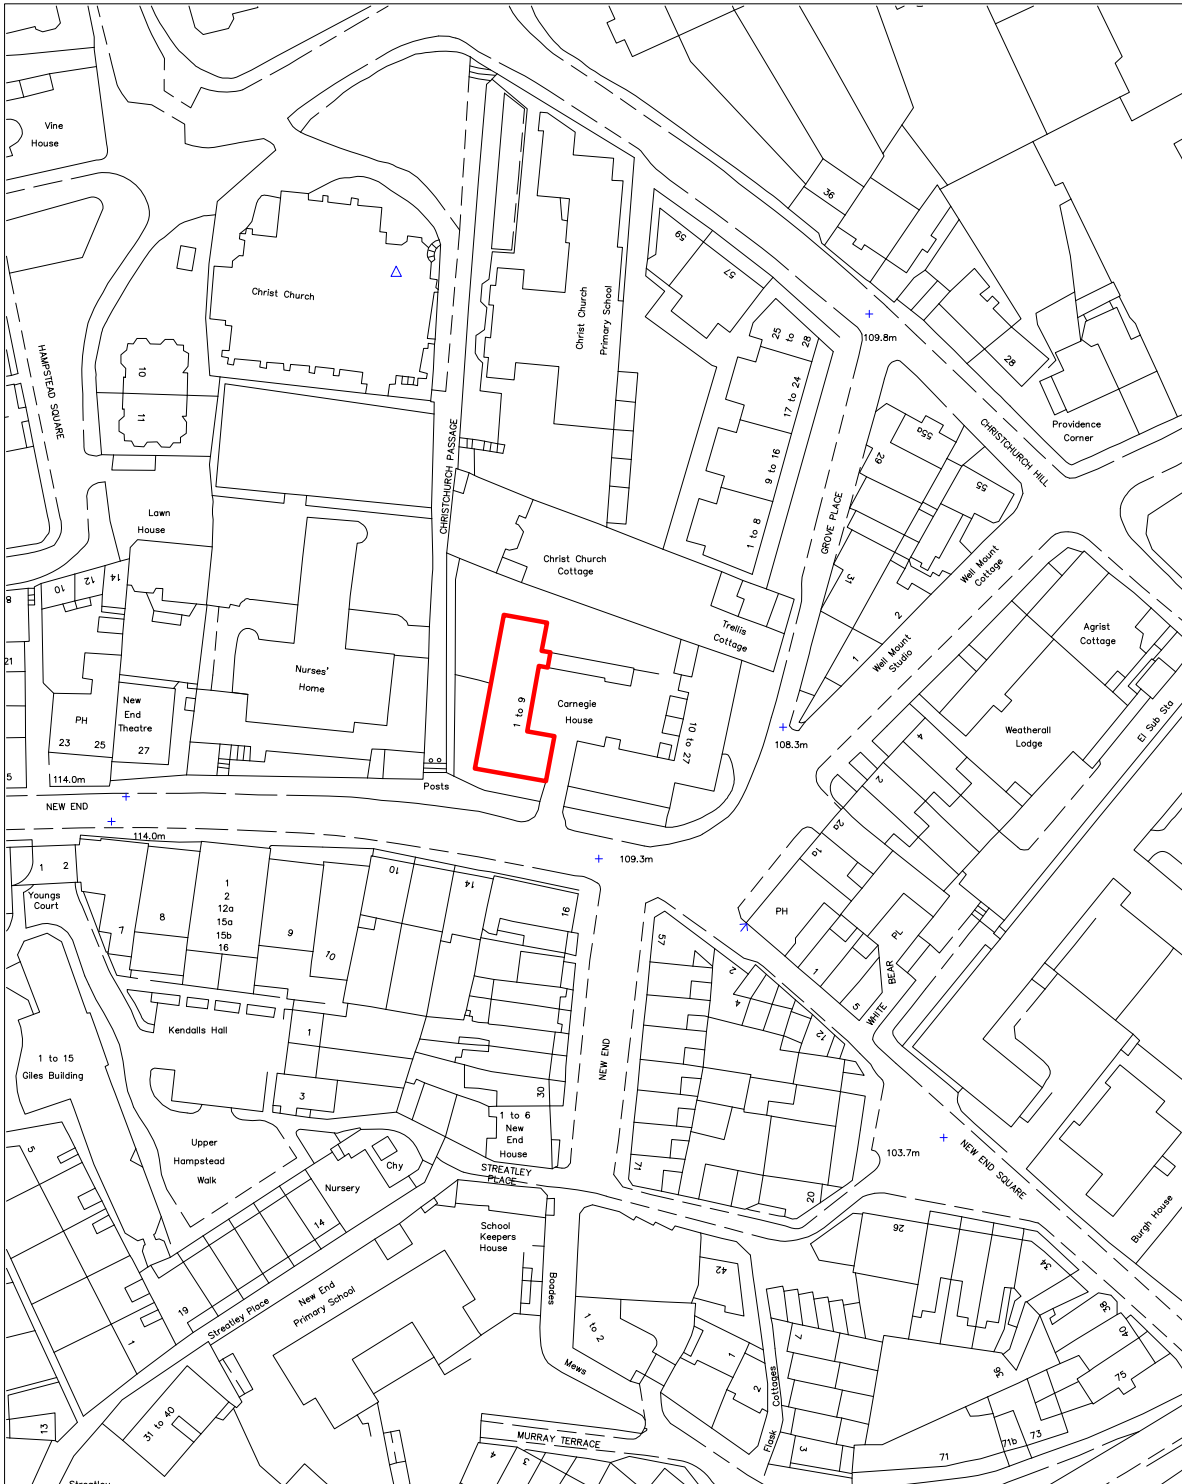 Vine
House
36
59
57
Christ Church
Christ Church
Primary School
25
to
28
109.8m
28
HAMPSTEAD SQUARE
10
11
17 to 24
Providence
Corner
CHRISTCHURCH HILL
55a
29
55
CHRISTCHURCH PASSAGE
9 to 16
Lawn
House
1 to 8
GROVE PLACE
Christ Church
Cottage
Well Mount
Cottage
10
12
14
8
31
2
Trellis
Cottage
Agrist
Cottage
21
1
Well Mount
Studio
Nurses'
Home
New
End
Theatre
PH
23
25
27
1 to 6
Carnegie
House
10 to 27
El Sub Sta
Weatherall
Lodge
108.3m
4
2
5
114.0m
Posts
NEW END
114.0m
109.3m
2a
1a
1
2
Youngs
Court
7
8
1
2
12a
15a
15b
16
9
10
10
14
16
57
PH
PL
2
4
1
5
WHITE
BEAR
12
Kendalls Hall
1
3
NEW END
30
1 to 15
Giles Building
1 to 6
New
End
House
STREATLEY
PLACE
71
20
103.7m
NEW END SQUARE
5
Upper
Hampstead
Walk
Chy
Nursery
14
School
Keepers
House
Burgh House
26
34
42
38
40
19
Streatley Place
New End
Primary School
1
Boades
Mews
1 to 2
1
2
7
Flask
Cottages
36
75
13
31 to 40
MURRAY TERRACE
4
3
3
71
71b
73
Streatley